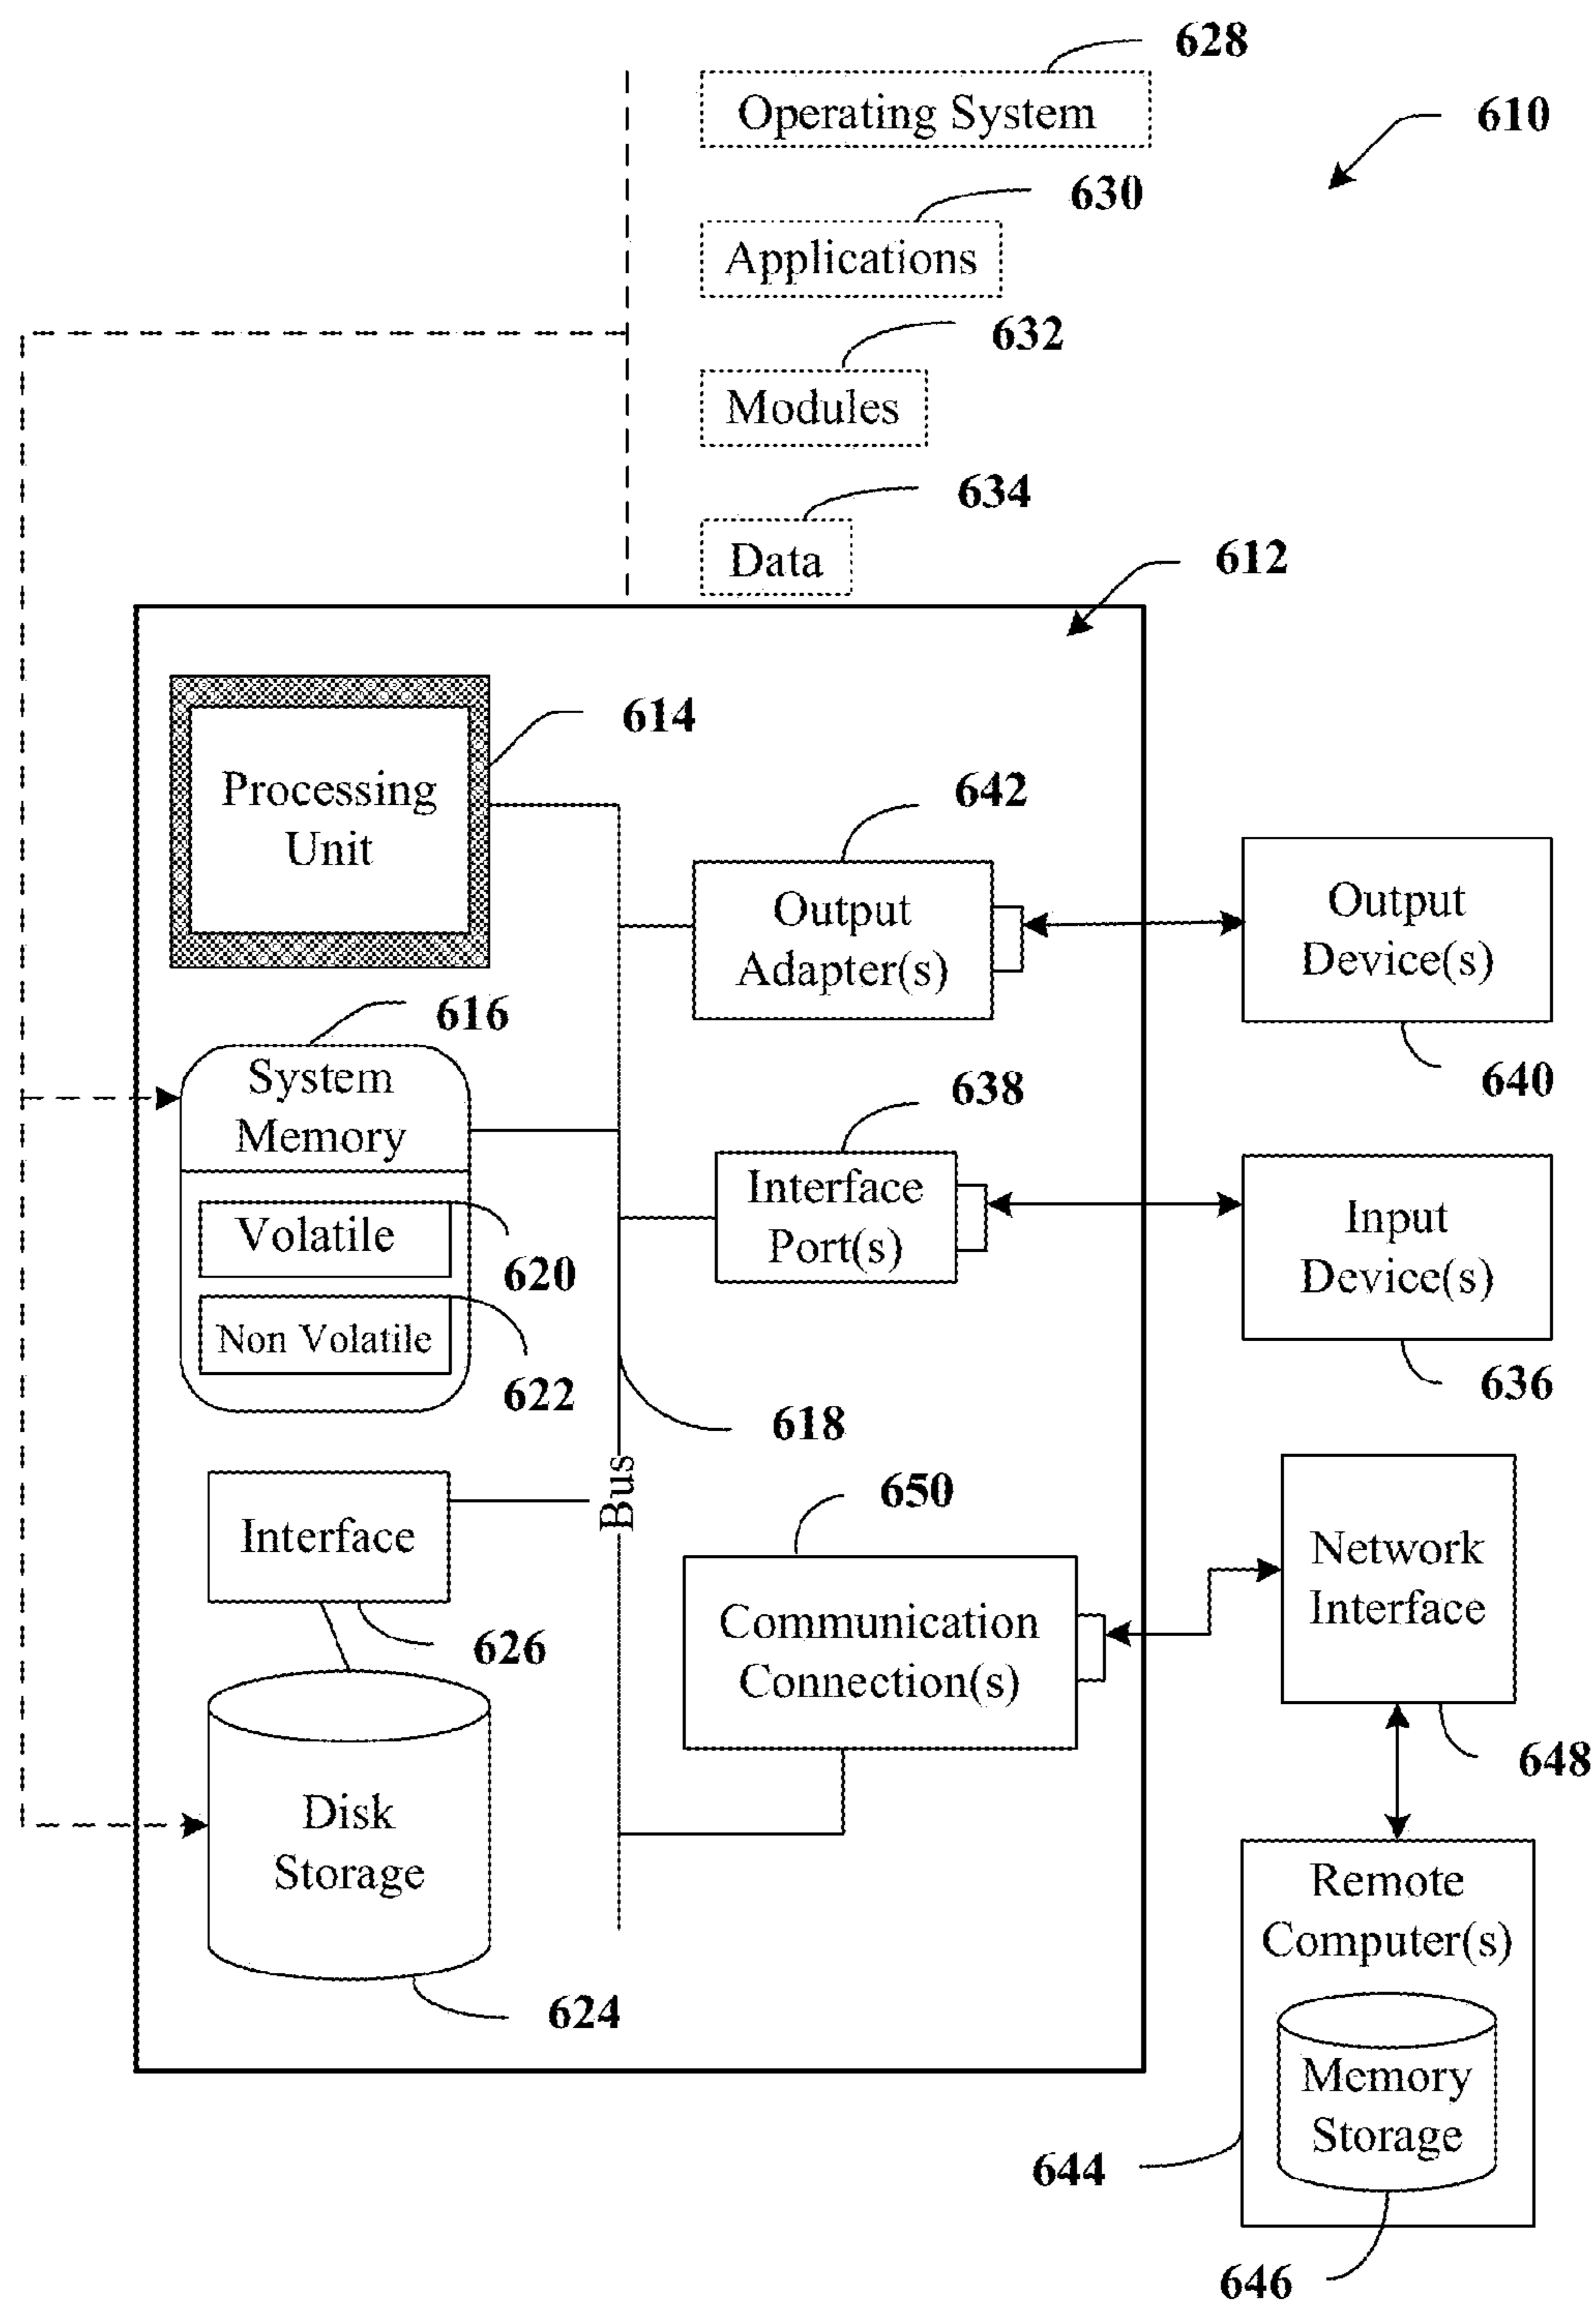 628
Operating System
610
630
Applications
632
Modules
634
Data
612
614
Processing
Unit
642
Output
Adapter(s)
Output
Device(s)
640
616
System
Memory
638
Interface
Port(s)
Input
Device(s)
636
Volatile
620
Non Volatile
622
618
Bus
Interface
626
650
Communication
Connection(s)
Network
Interface
648
Disk
Storage
624
Remote
Computer(s)
Memory
Storage
644
646